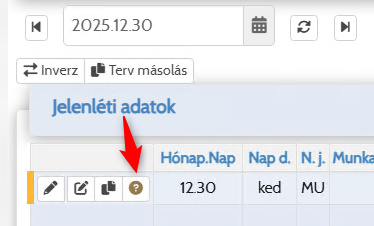 2025.12.30
Inverz Terv másolás
Jelenléti adatok
Hónap.Nap Nap d. N. j. Munka
12.30 ked MU